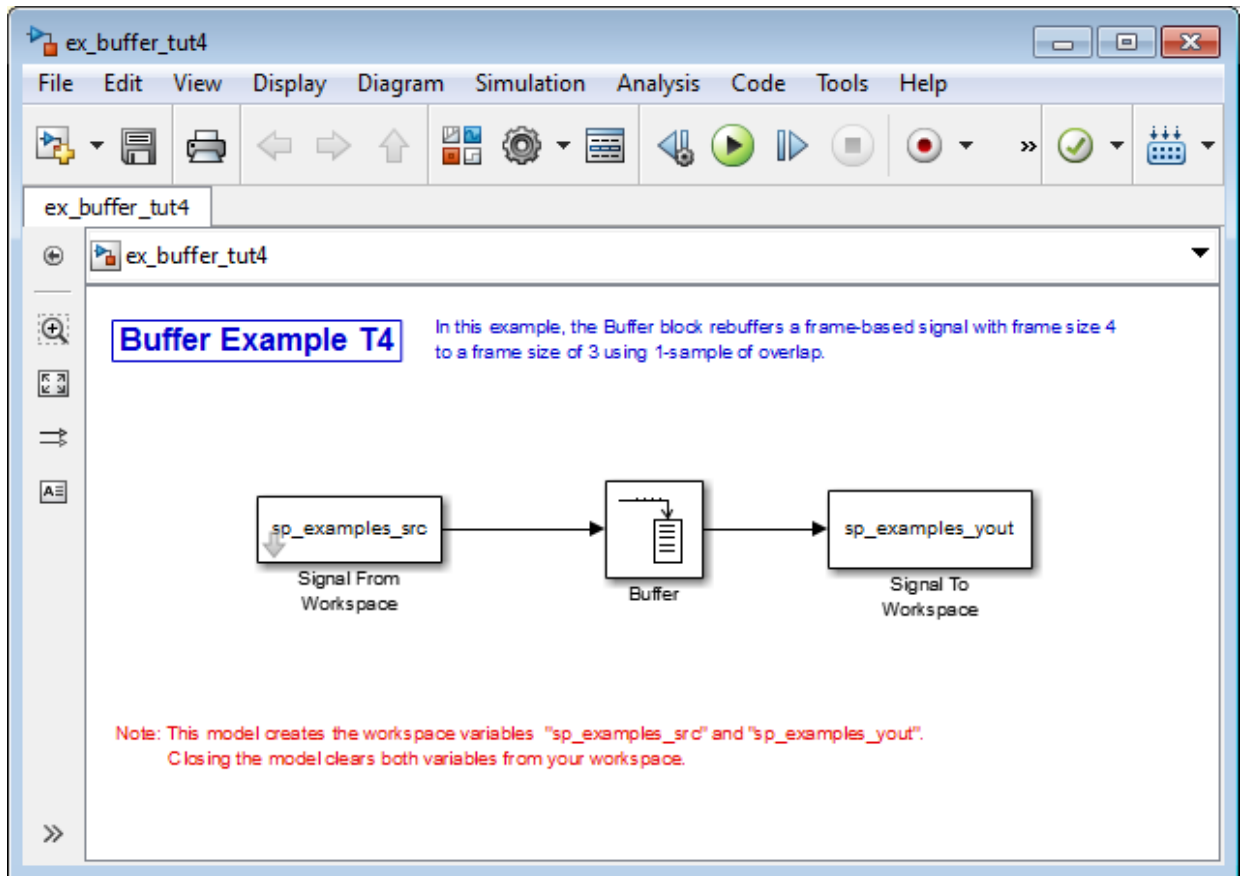 ex_buffer_tut4
File Edit View Display Diagram Simulation Analysis Code Tools Help
ex_buffer_tut4
ex_buffer_tut4
Buffer Example T4
In this example, the Buffer block rebuffers a frame-based signal with frame size 4
to a frame size of 3 using 1-sample of overlap.
sp_examples_src
Signal From
Workspace
Buffer
sp_examples_yout
Signal To
Workspace
Note: This model creates the workspace variables "sp_examples_src" and "sp_examples_yout".
Closing the model clears both variables from your workspace.